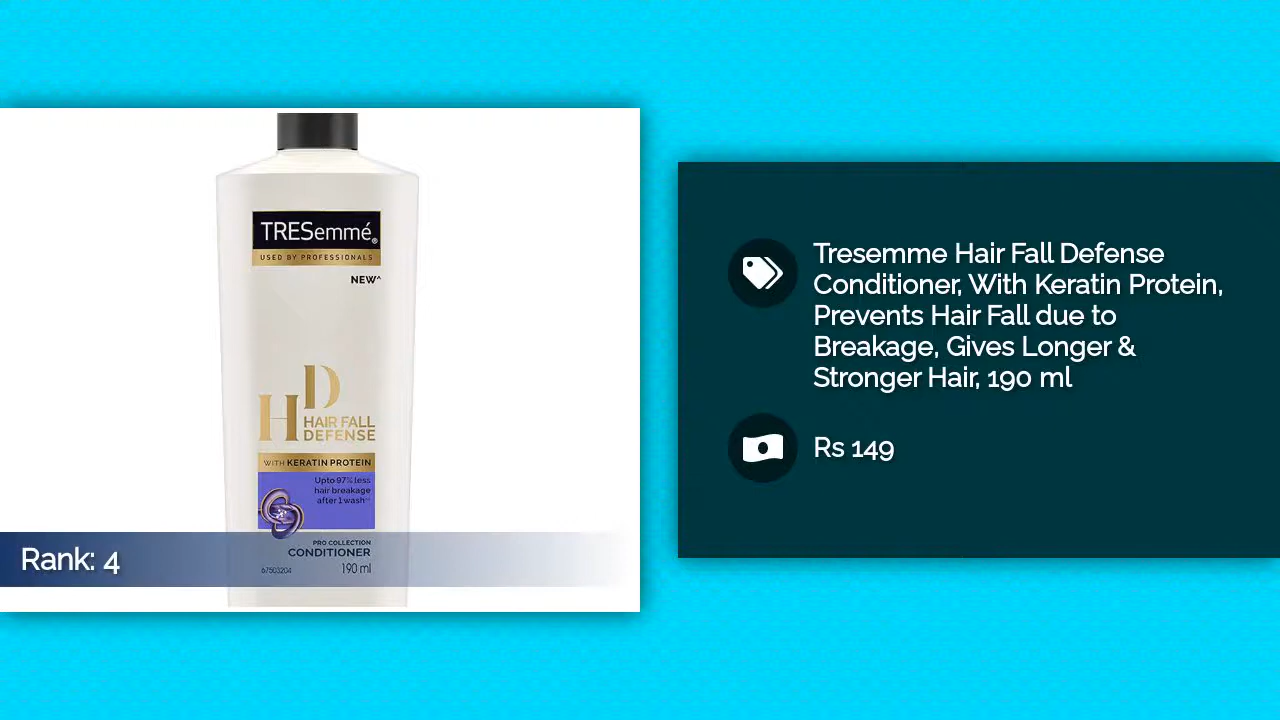 TRESemmé®
USED BY PROFESSIONALS
NEW^
HD
HAIR FALL
DEFENSE
WITH KERATIN PROTEIN
Upto 97% less
hair breakage
after 1 wash^^
PRO COLLECTION
CONDITIONER
67503204
190 ml
Rank: 4
Tresemme Hair Fall Defense
Conditioner, With Keratin Protein,
Prevents Hair Fall due to
Breakage, Gives Longer &
Stronger Hair, 190 ml
Rs 149